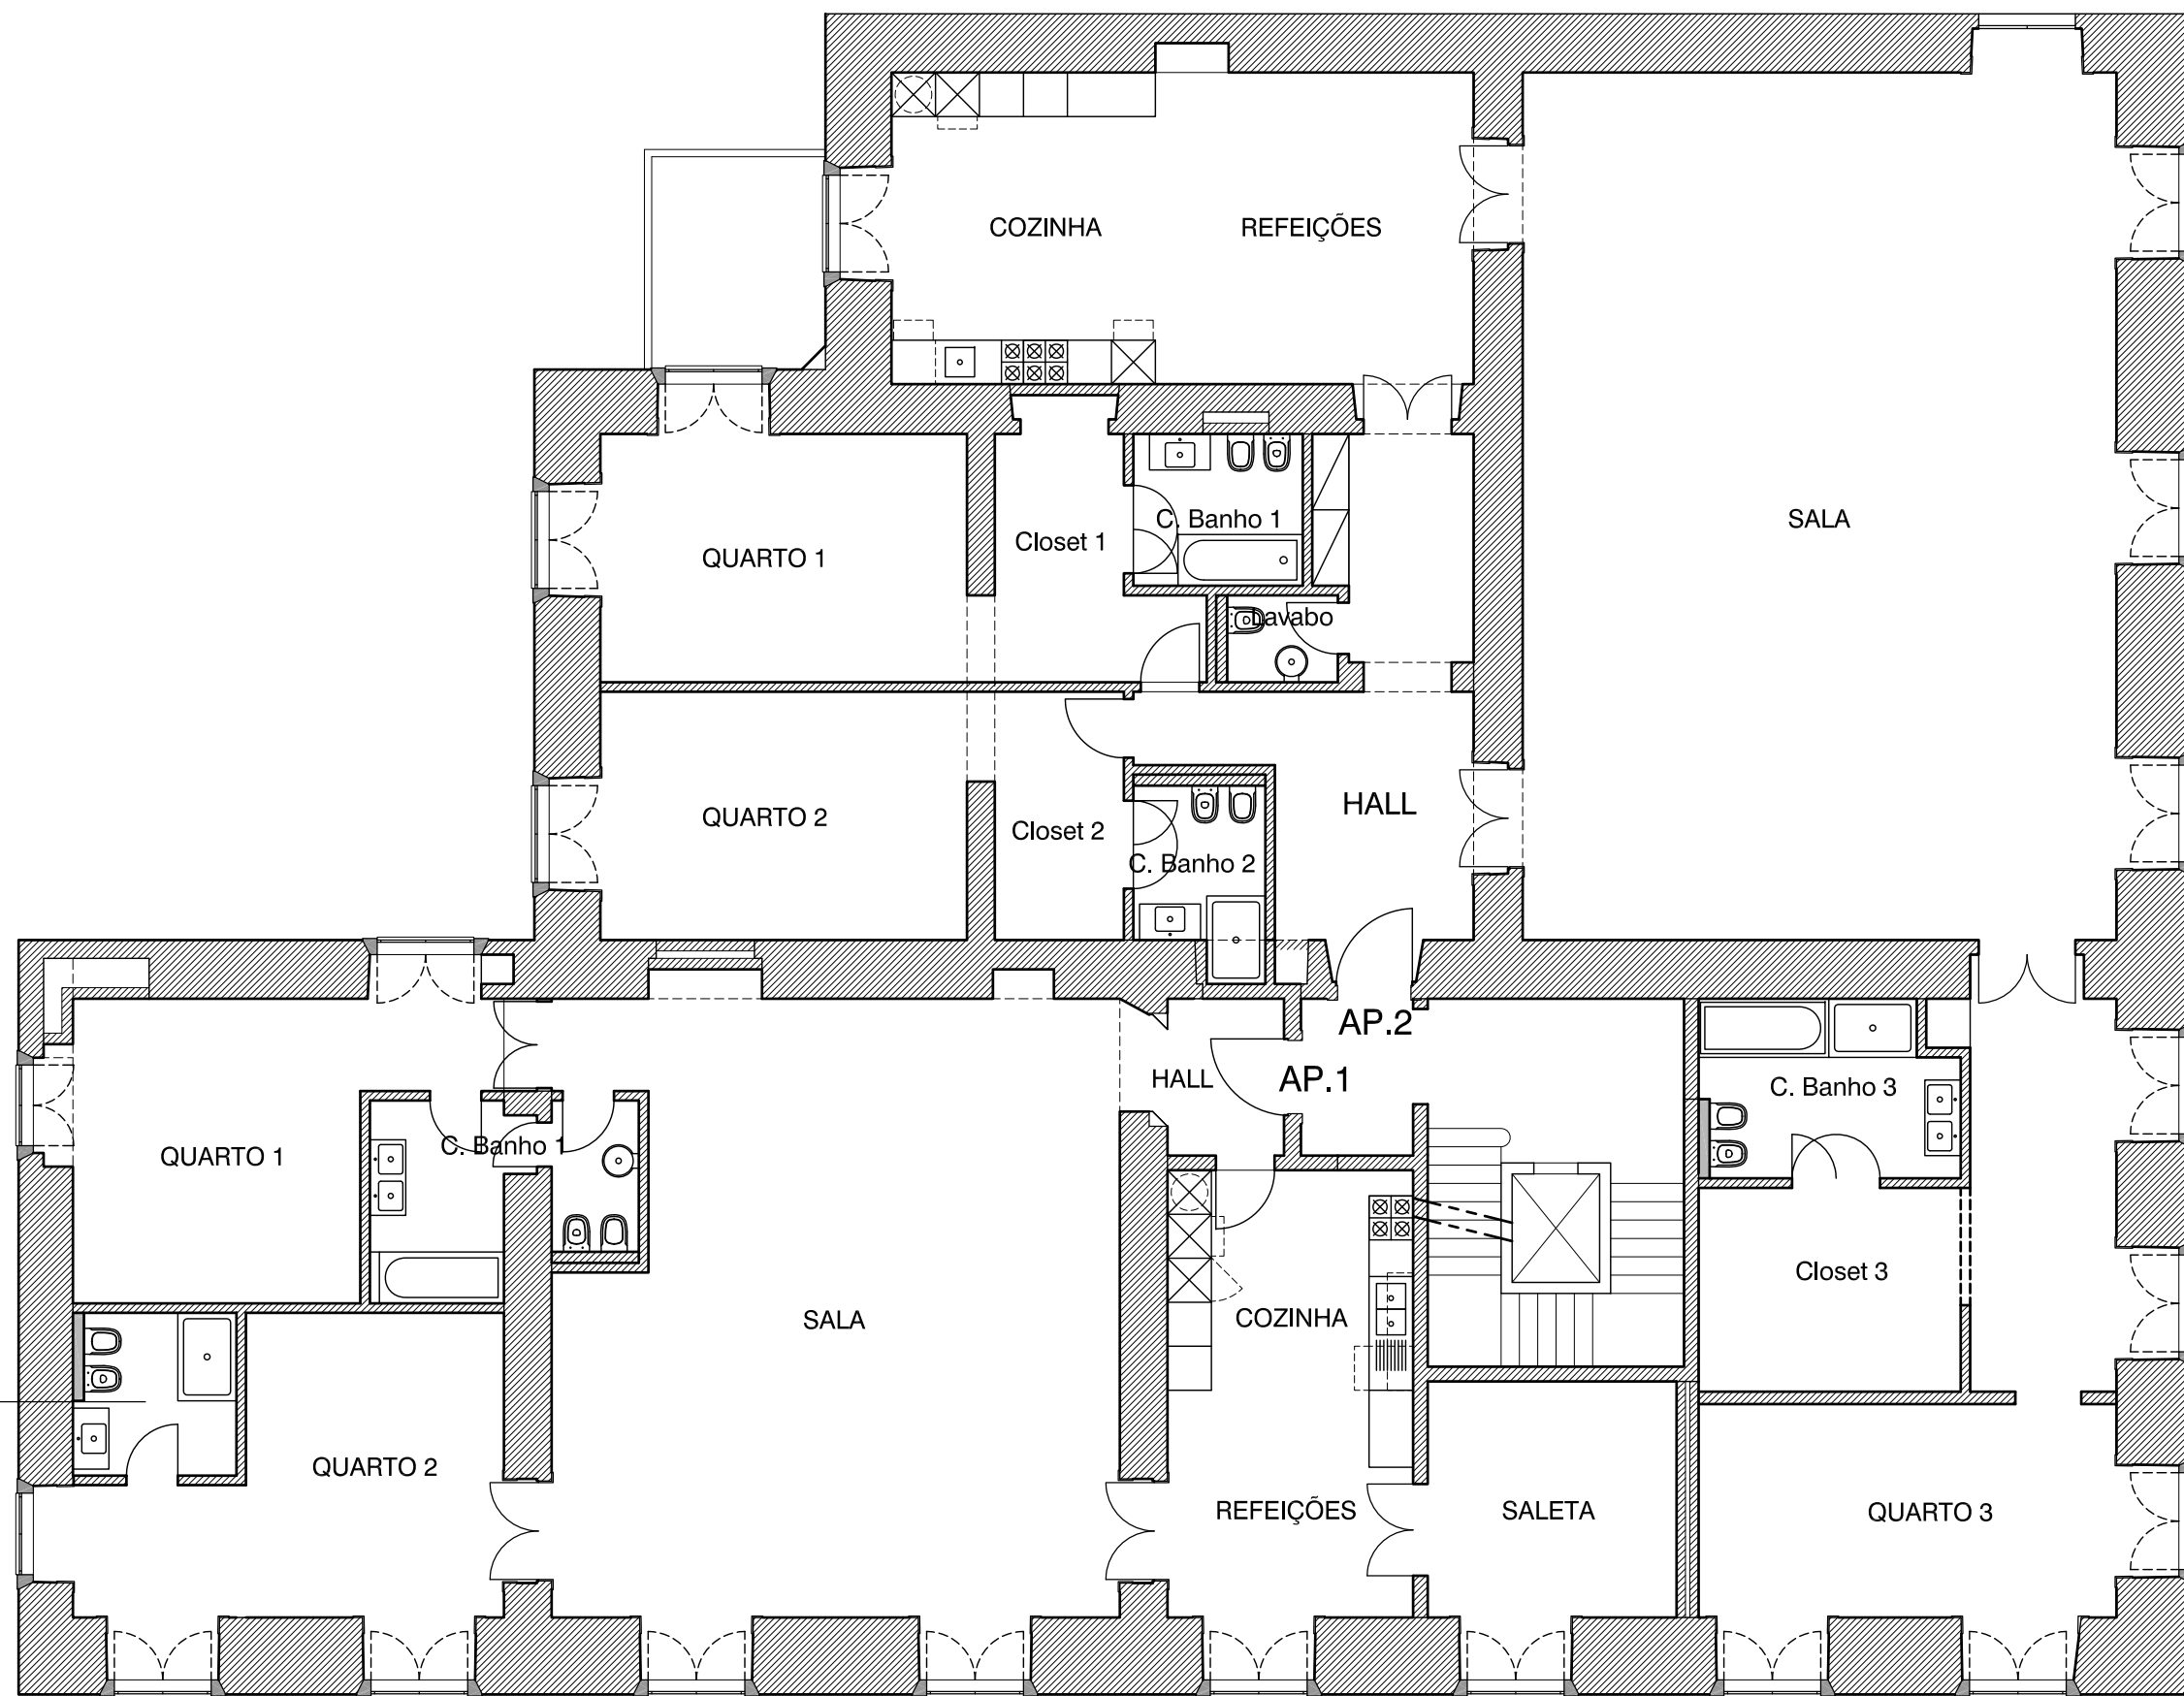 COZINHA REFEIÇÕES
SALA
C. Banho 1
Closet 1
QUARTO 1
Lavabo
HALL
QUARTO 2
Closet 2
C. Banho 2
AP.2
HALL
AP.1
C. Banho 3
C. Banho 1
QUARTO 1
Closet 3
COZINHA
SALA
QUARTO 2
REFEIÇÕES
SALETA
QUARTO 3